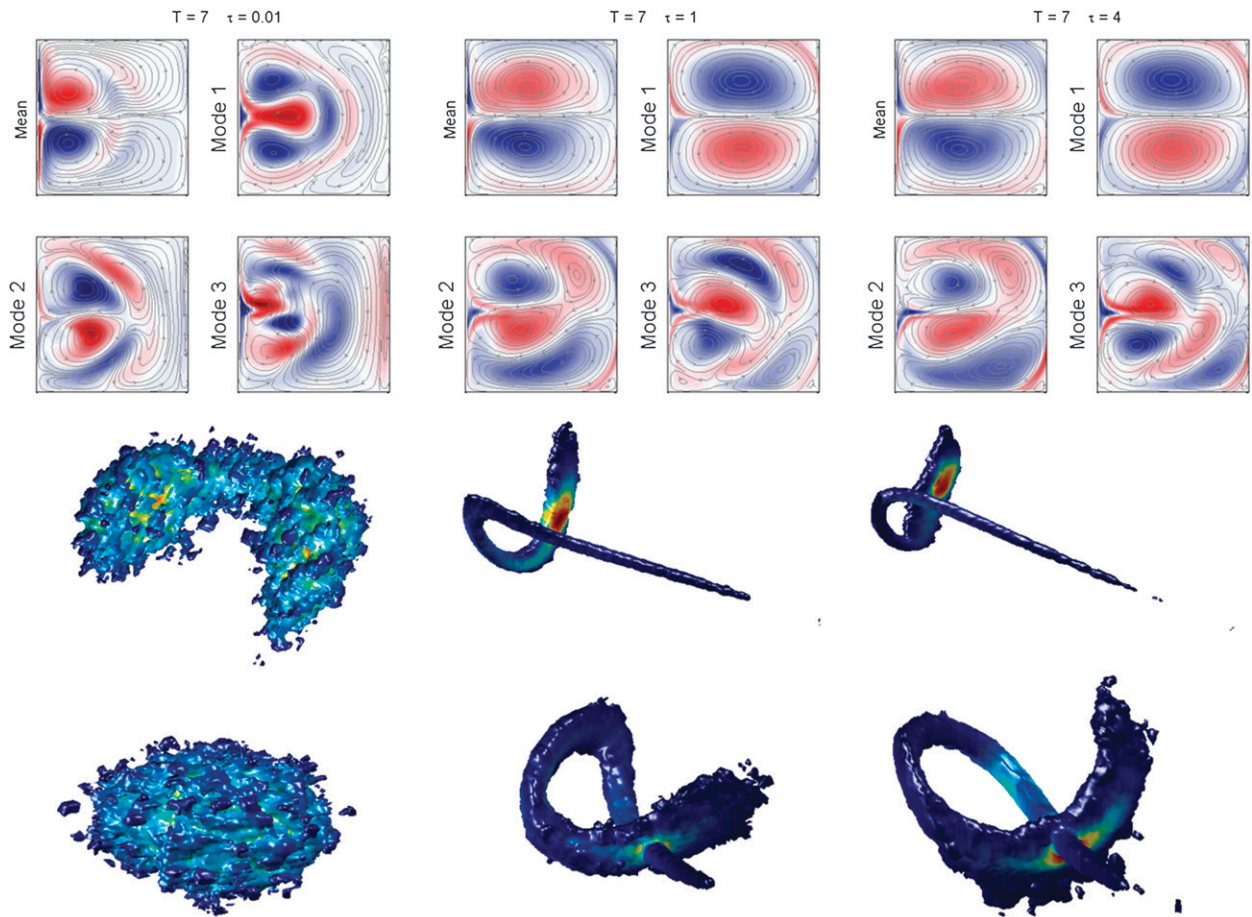 T = 7 τ = 0.01
T = 7 τ = 1
T = 7 τ = 4
Mean
Mode 1
Mean
Mode 1
Mean
Mode 1
Mode 2
Mode 3
Mode 2
Mode 3
Mode 2
Mode 3